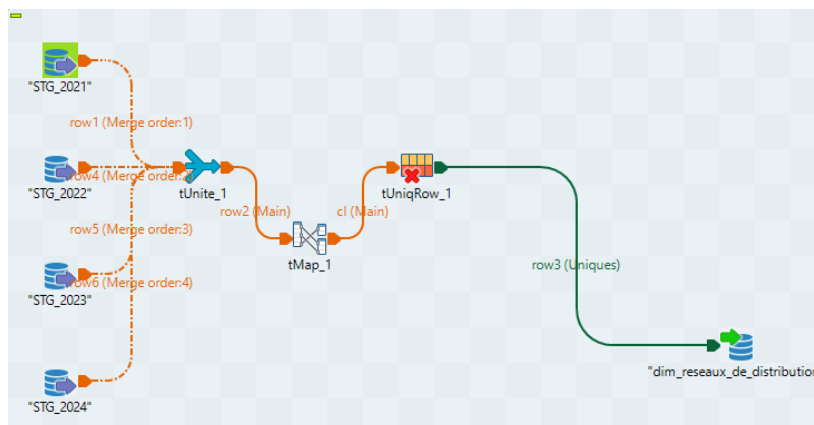 "STG_2021"
row1 (Merge order:1)
"STG_2022"
row4 (Merge order:2)
tUnite_1
row2 (Main)
cl (Main)
tUniqRow_1
tMap_1
row5 (Merge order:3)
row3 (Uniques)
"STG_2023"
row6 (Merge order:4)
"dim_reseaux_de_distribution
"STG_2024"